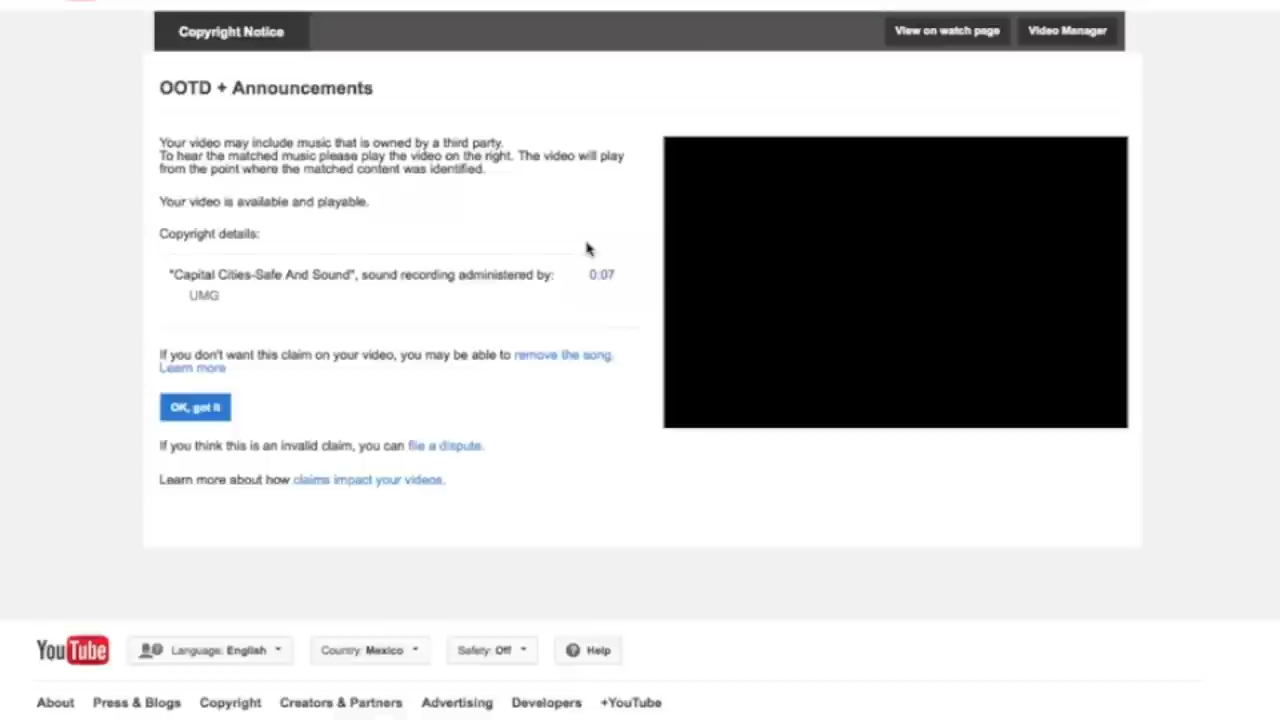 Copyright Notice
View on watch page
Video Manager
OOTD + Announcements
Your video may include music that is owned by a third party.
To hear the matched music please play the video on the right. The video will play
from the point where the matched content was identified.
Your video is available and playable.
Copyright details:
"Capital Cities-Safe And Sound", sound recording administered by:
0:07
UMG
If you don't want this claim on your video, you may be able to remove the song.
Learn more
OK, got it
If you think this is an invalid claim, you can file a dispute.
Learn more about how claims impact your videos.
YouTube
Language: English
Country: Mexico
Safety: Off
Help
About Press & Blogs Copyright Creators & Partners Advertising Developers +YouTube